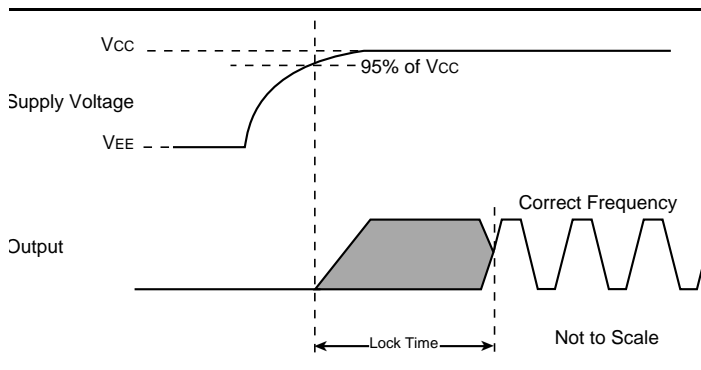 VCC
95% of VCC
Supply Voltage
VEE
Correct Frequency
Output
Lock Time
Not to Scale